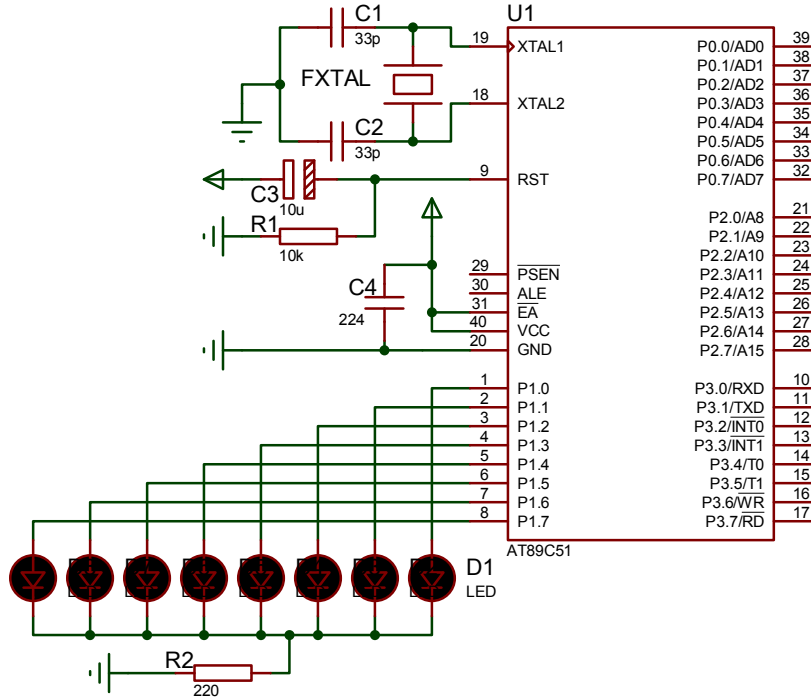 C1
33p
FXTAL
C2
33p
C3
10u
R1
10k
C4
224
U1
19 XTAL1
18 XTAL2
9 RST
29 PSEN
30 ALE
31 EA
40 VCC
20 GND
1 P1.0
2 P1.1
3 P1.2
4 P1.3
5 P1.4
6 P1.5
7 P1.6
8 P1.7
P0.0/AD0 39
P0.1/AD1 38
P0.2/AD2 37
P0.3/AD3 36
P0.4/AD4 35
P0.5/AD5 34
P0.6/AD6 33
P0.7/AD7 32
P2.0/A8 21
P2.1/A9 22
P2.2/A10 23
P2.3/A11 24
P2.4/A12 25
P2.5/A13 26
P2.6/A14 27
P2.7/A15 28
P3.0/RXD 10
P3.1/TXD 11
P3.2/INT0 12
P3.3/INT1 13
P3.4/T0 14
P3.5/T1 15
P3.6/WR 16
P3.7/RD 17
AT89C51
D1
LED
R2
220